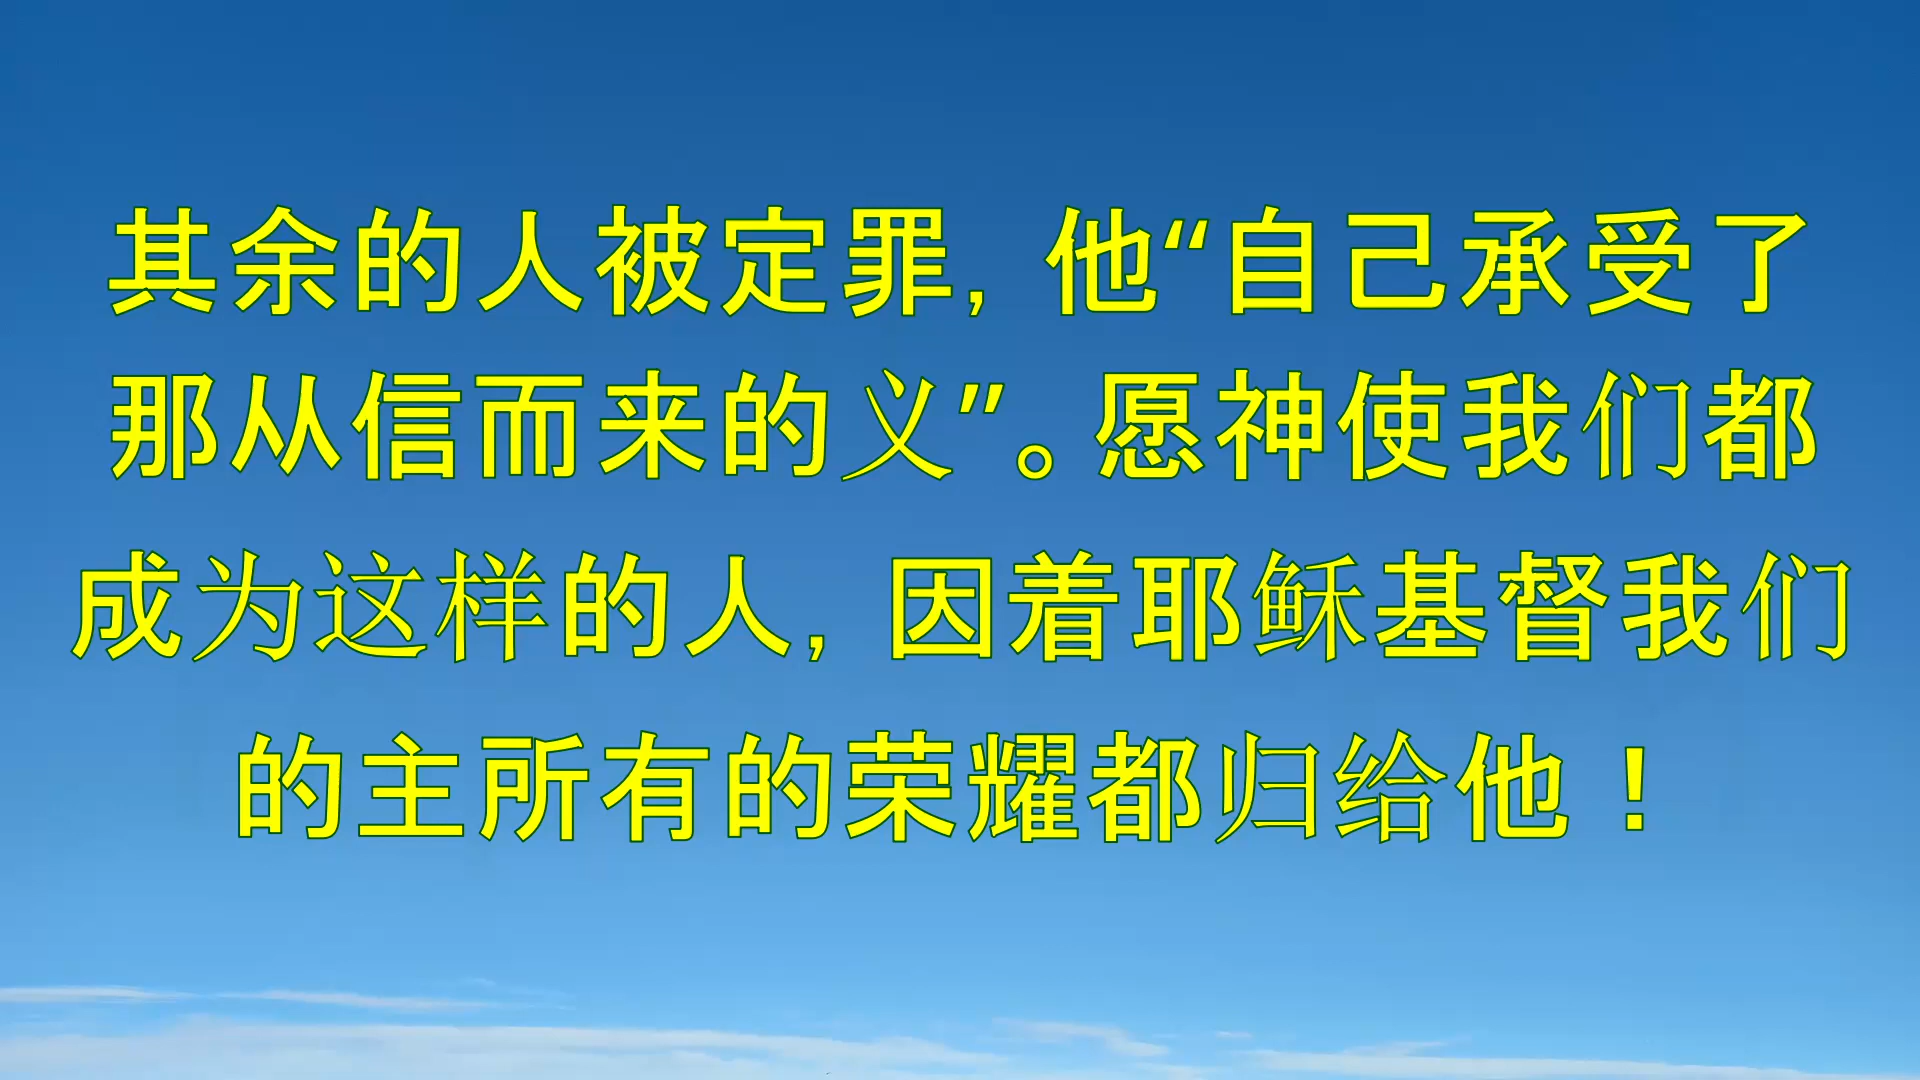 其余的人被定罪，他“自己承受了
那从信而来的义”。愿神使我们都
成为这样的人，因着耶稣基督我们
的主所有的荣耀都归给他！